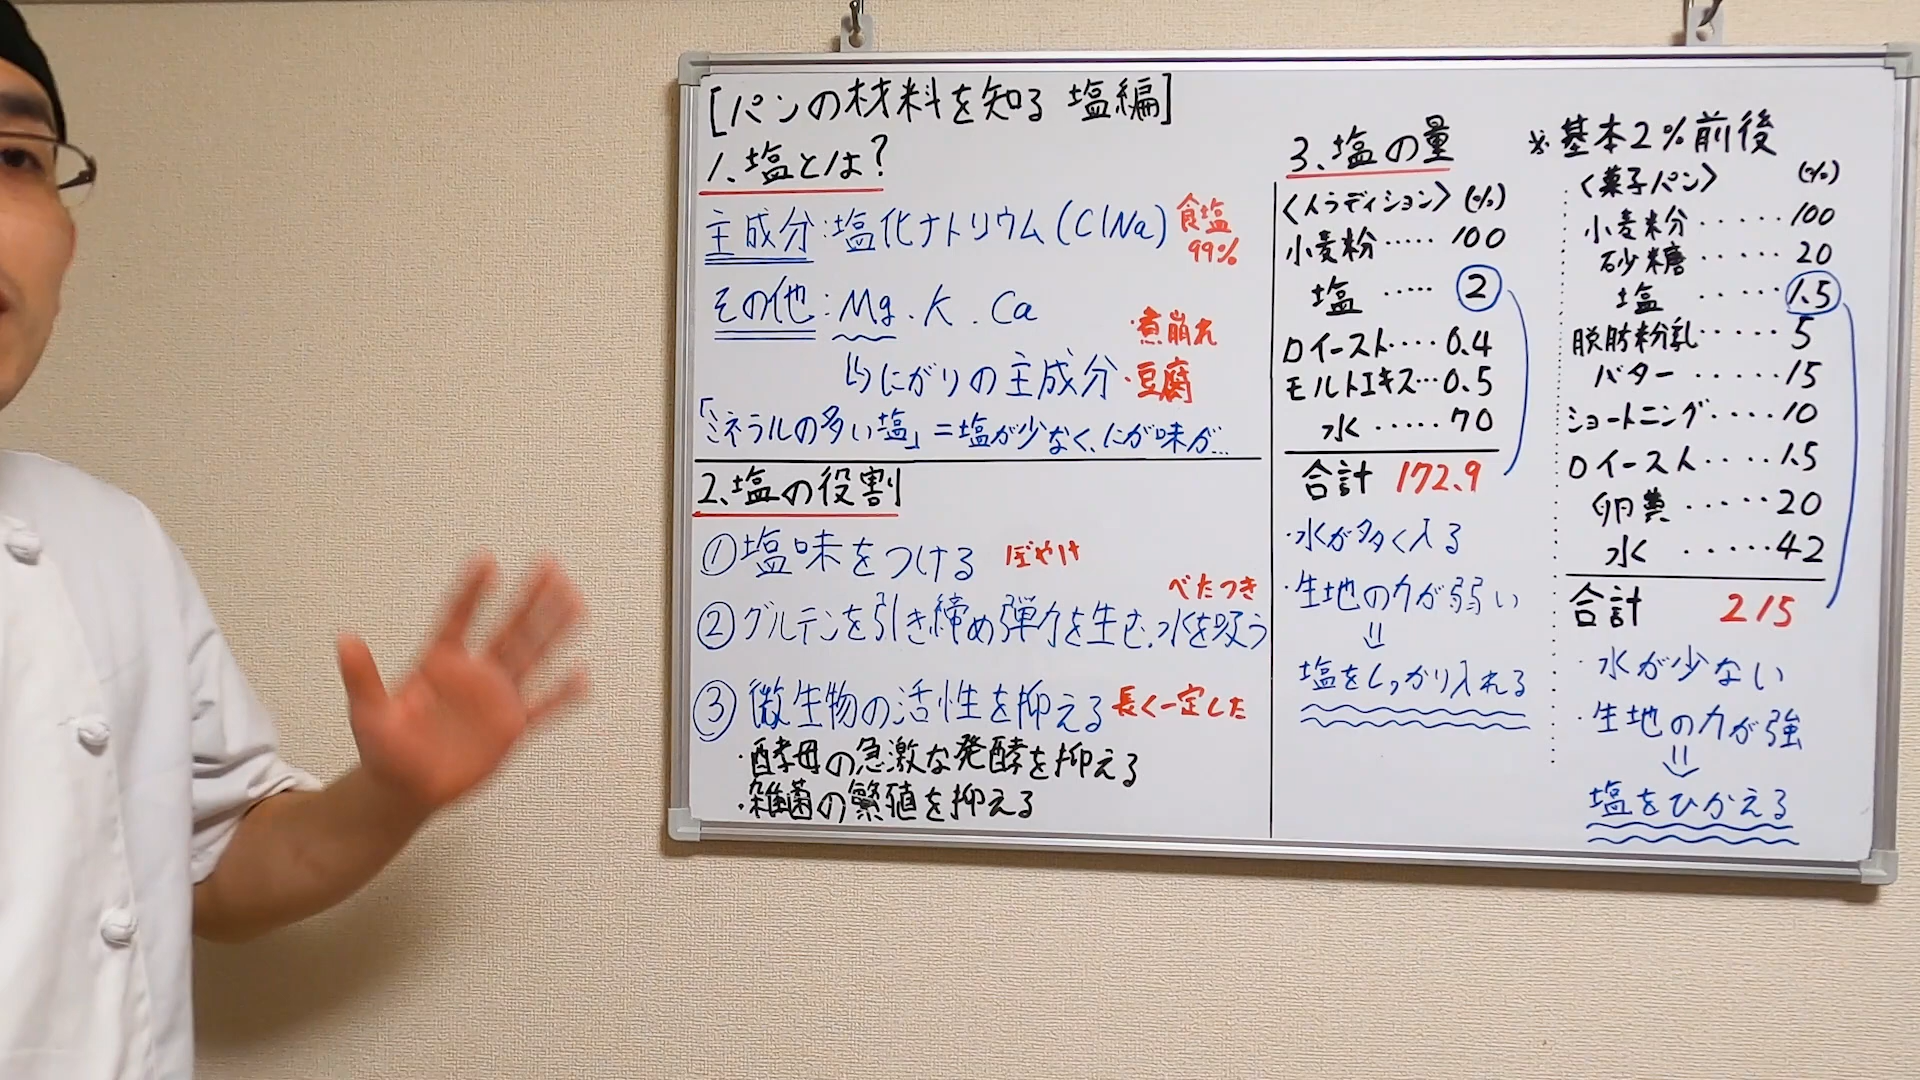 [パンの材料を知る 塩編]
1.塩とは?
主成分:塩化ナトリウム(ClNa) 食塩99%
その他:Mg.K.Ca
・煮崩れ
↳にがりの主成分・豆腐
「ミネラルの多い塩」=塩が少なく、にが味が…
2.塩の役割
①塩味をつける ぼやけ
べたつき
②グルテンを引き締め弾力を生む.水を吸う
③微生物の活性を抑える 長く一定した
・酵母の急激な発酵を抑える
・雑菌の繁殖を抑える
3.塩の量
※基本2%前後
〈トラディション〉(%)
小麦粉・・・・・100
塩・・・・・2
ロイースト・・・・0.4
モルトエキス・・・0.5
水・・・・・70
合計 172.9
・水が多く入る
・生地の力が弱い
⇓
塩をしっかり入れる
〈菓子パン〉(%)
小麦粉・・・・・100
砂糖・・・・・20
塩・・・・・1.5
脱脂粉乳・・・・・5
バター・・・・・15
ショートニング・・・・10
ロイースト・・・・1.5
卵黄・・・・・20
水・・・・・42
合計 215
・水が少ない
・生地の力が強
⇓
塩をひかえる